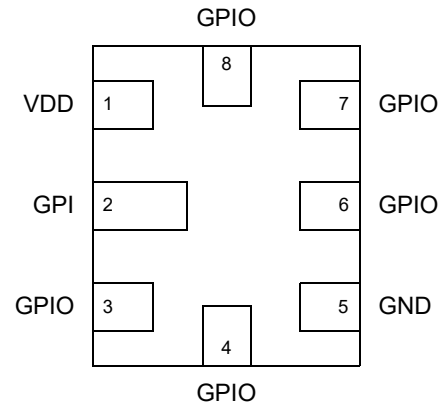 GPIO
8
VDD 1 7 GPIO
GPI 2 6 GPIO
GPIO 3 5 GND
4
GPIO